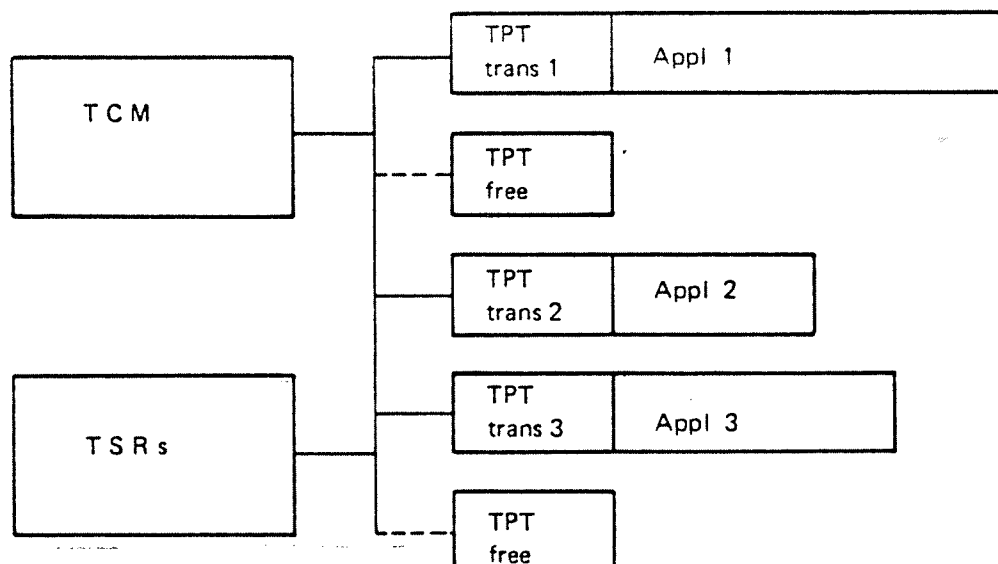 TPT
trans 1
Appl 1
TCM
TPT
free
TPT
trans 2
Appl 2
TPT
trans 3
Appl 3
TSRs
TPT
free